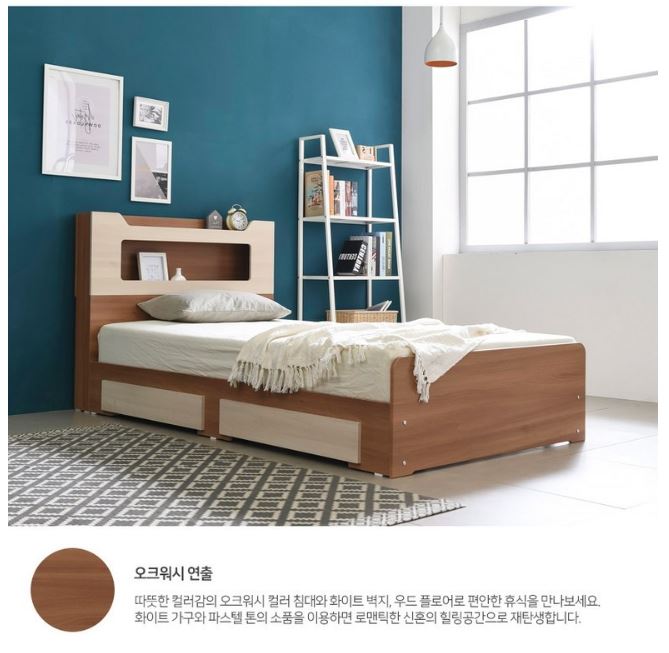 오크워시 연출
따뜻한 컬러감의 오크워시 컬러 침대와 화이트 벽지, 우드 플로어로 편안한 휴식을 만나보세요.
화이트 가구와 파스텔 톤의 소품을 이용하면 로맨틱한 신혼의 힐링공간으로 재탄생합니다.